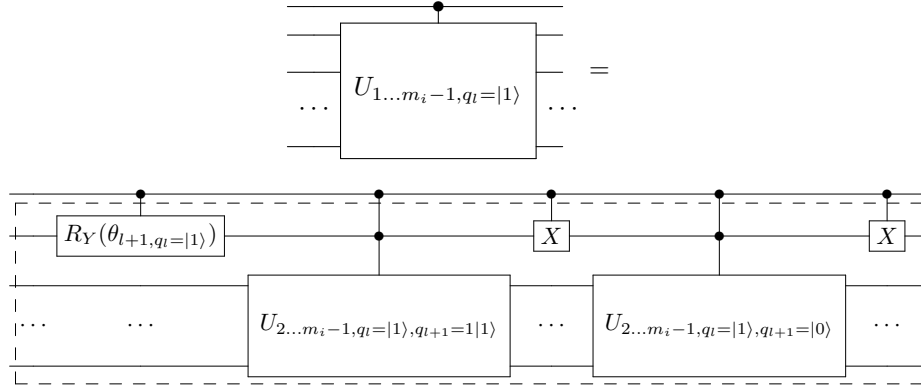 U_{1...m_i−1,q_l=|1⟩} =
... ...
R_Y(θ_{l+1,q_l=|1⟩}) X X
... ... U_{2...m_i−1,q_l=|1⟩,q_{l+1}=1|1⟩} ... U_{2...m_i−1,q_l=|1⟩,q_{l+1}=|0⟩} ...